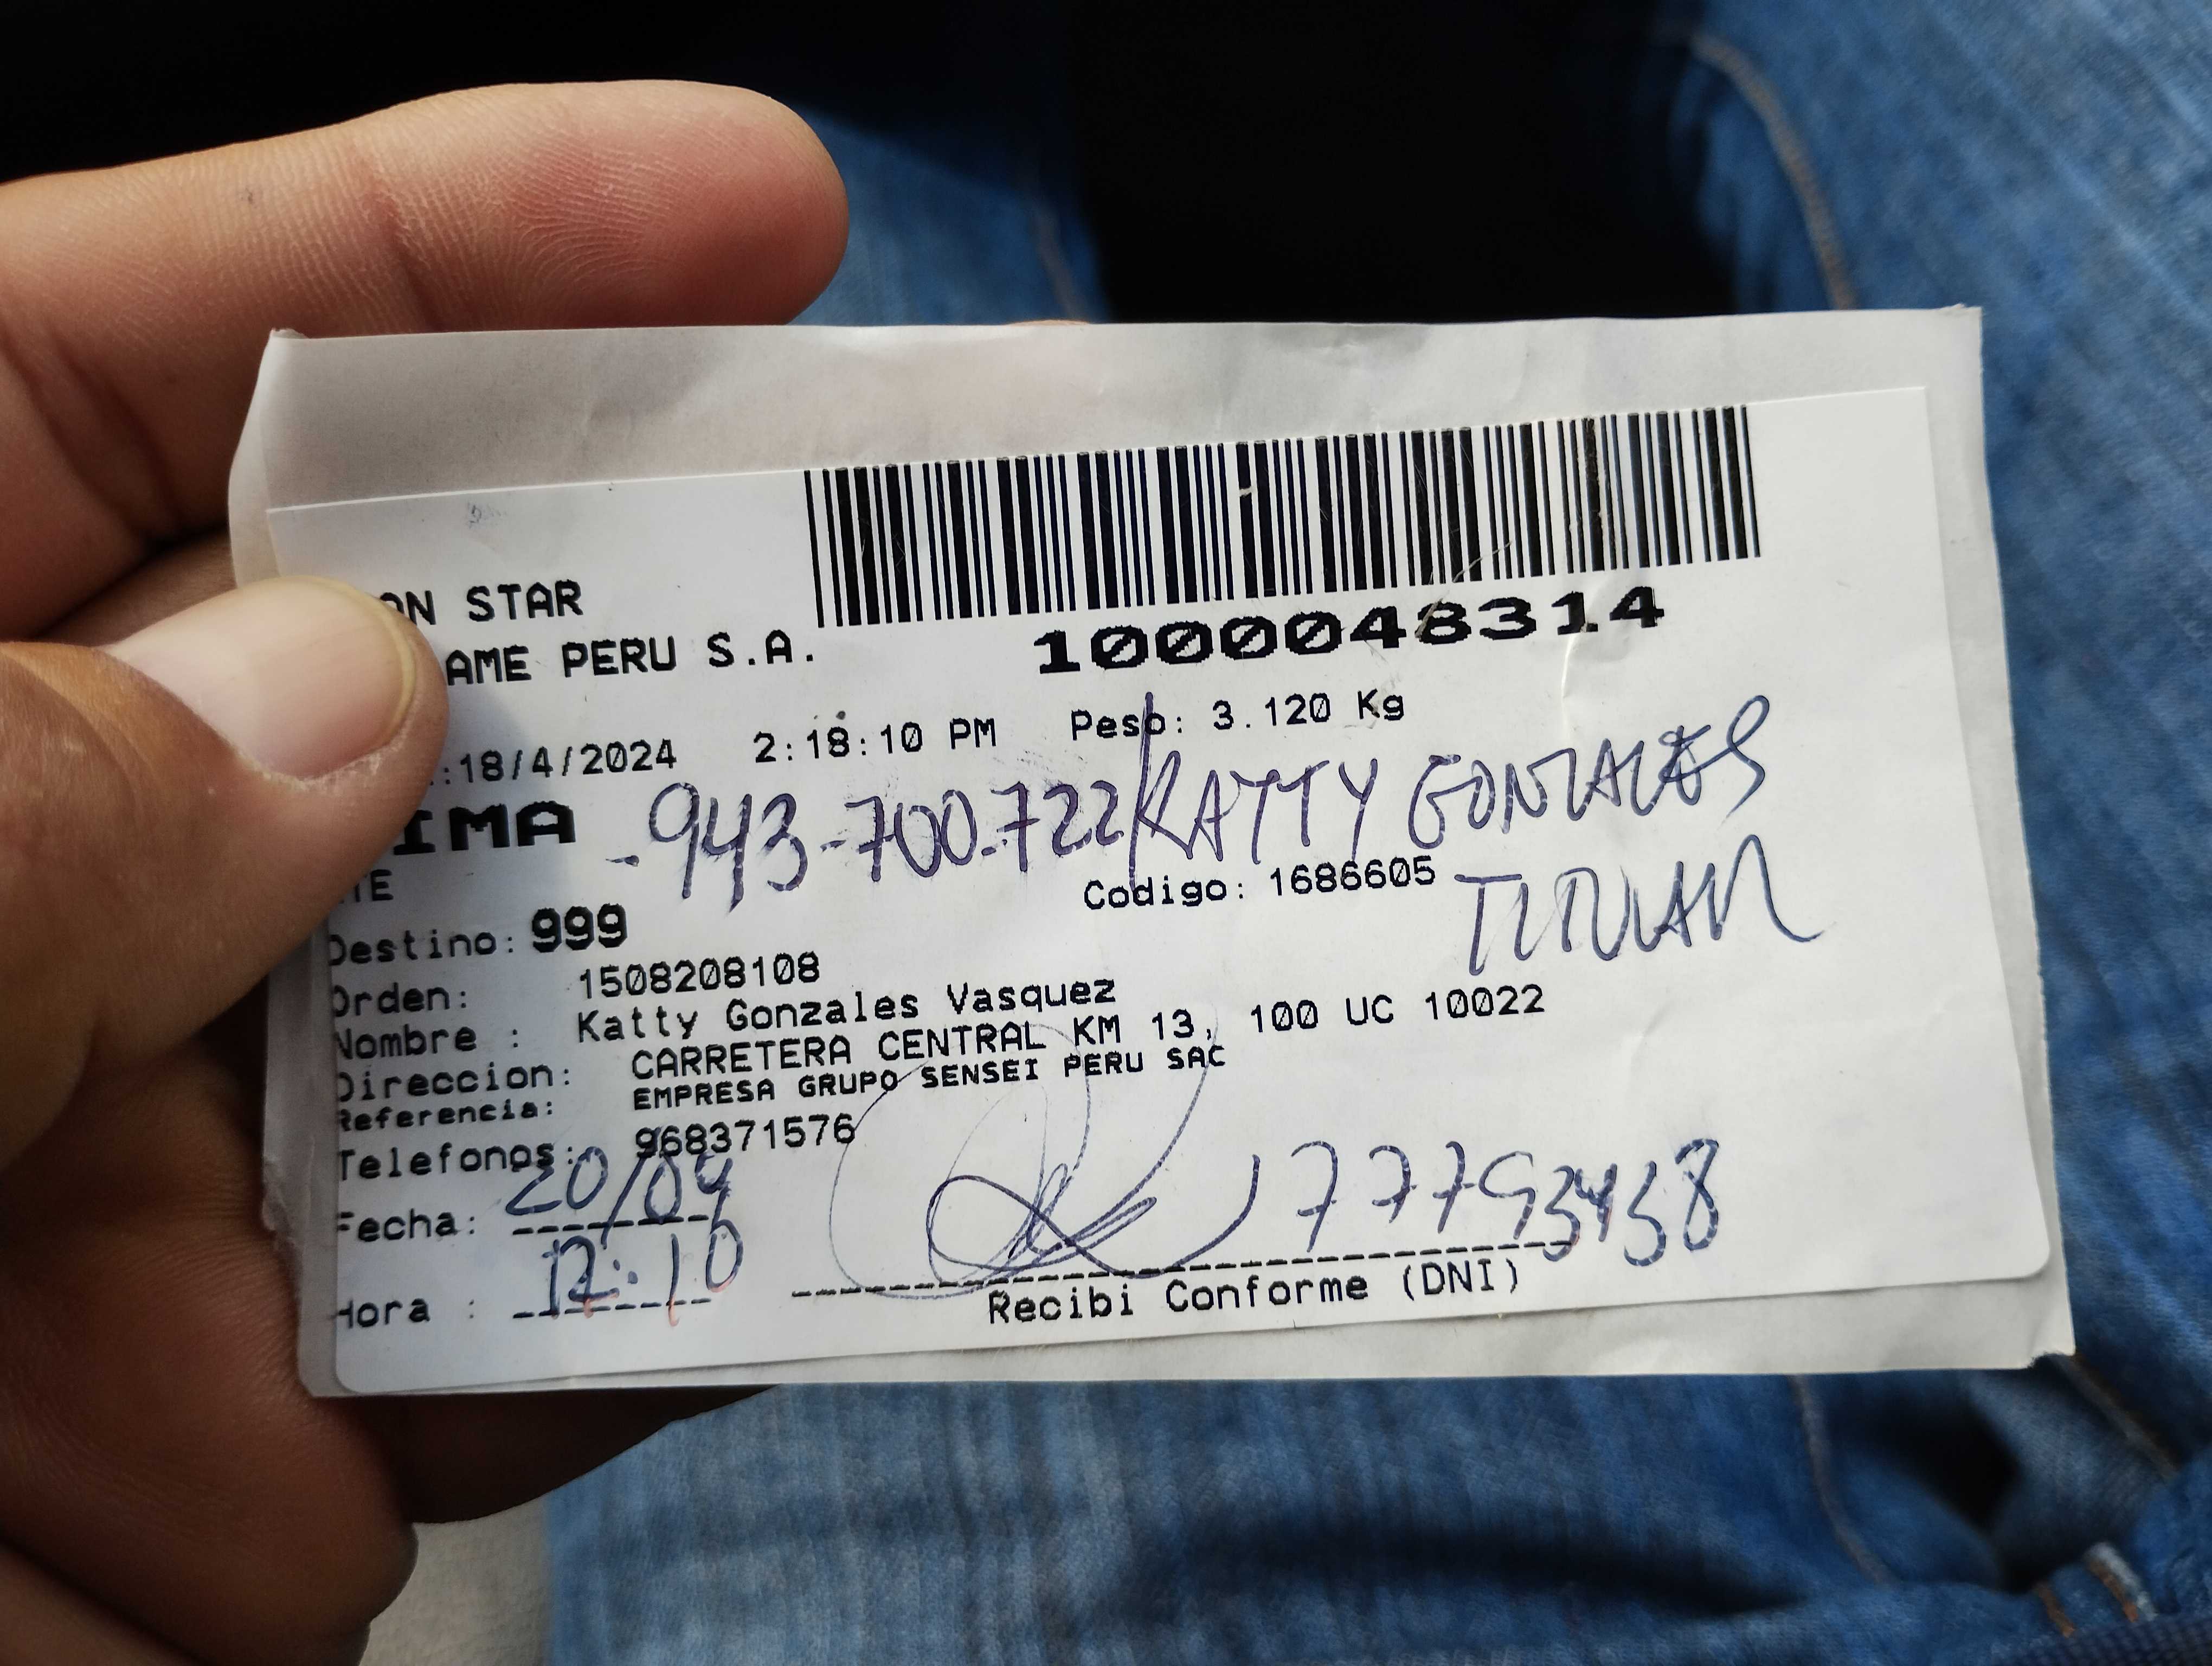 ON STAR
AME PERU S.A.
1000048314
:18/4/2024 2:18:10 PM Peso: 3.120 Kg
IMA -943-700.722 KATTY GONZALES
TE Codigo: 1686605
Destino: 999
Orden: 1508208108
Nombre : Katty Gonzales Vasquez
Direccion: CARRETERA CENTRAL KM 13, 100 UC 10022
Referencia: EMPRESA GRUPO SENSEI PERU SAC
Telefonos: 968371576
Fecha: 20/04
Hora : 12:10
Recibi Conforme (DNI)